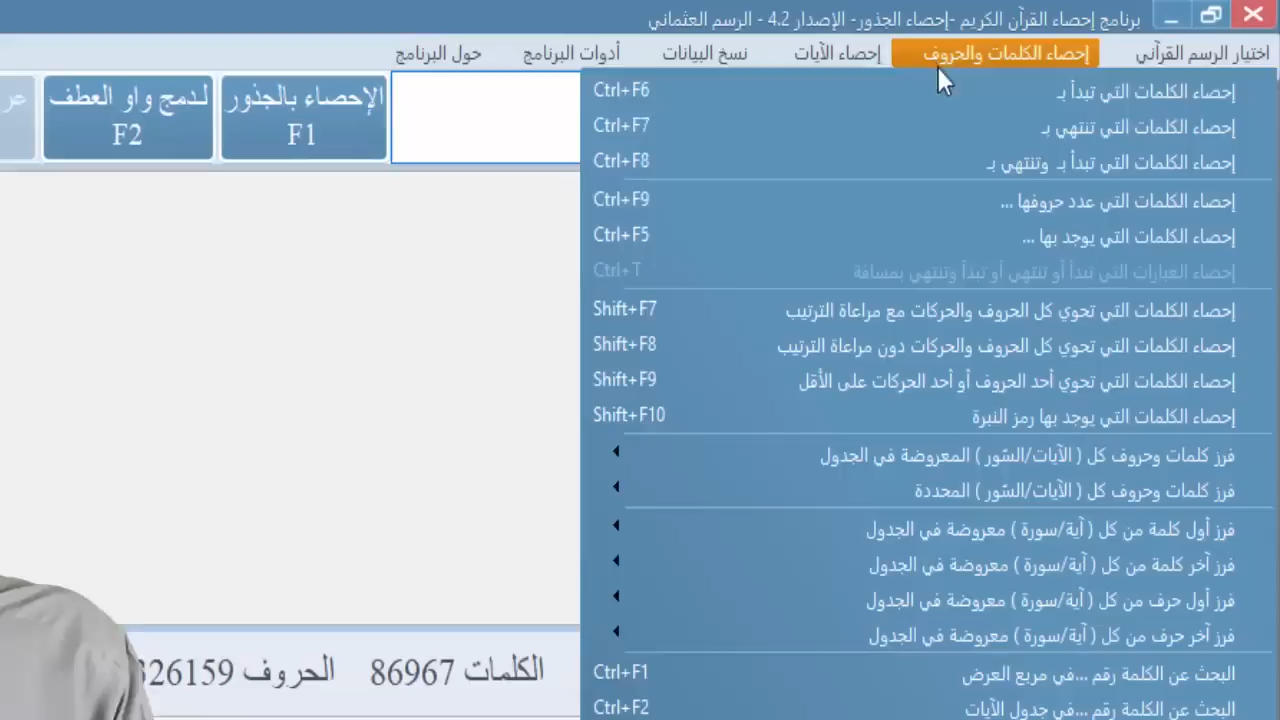 برنامج إحصاء القرآن الكريم -إحصاء الجذور- الإصدار 4.2 - الرسم العثماني
اختيار الرسم القرآني إحصاء الكلمات والحروف إحصاء الآيات نسخ البيانات أدوات البرنامج حول البرنامج
الإحصاء بالجذور
F1
لدمج واو العطف
F2
عر
إحصاء الكلمات التي تبدأ بـ Ctrl+F6
إحصاء الكلمات التي تنتهي بـ Ctrl+F7
إحصاء الكلمات التي تبدأ بـ وتنتهي بـ Ctrl+F8
إحصاء الكلمات التي عدد حروفها ... Ctrl+F9
إحصاء الكلمات التي يوجد بها ... Ctrl+F5
إحصاء العبارات التي تبدأ أو تنتهي أو تبدأ وتنتهي بمسافة Ctrl+T
إحصاء الكلمات التي تحوي كل الحروف والحركات مع مراعاة الترتيب Shift+F7
إحصاء الكلمات التي تحوي كل الحروف والحركات دون مراعاة الترتيب Shift+F8
إحصاء الكلمات التي تحوي أحد الحروف أو أحد الحركات على الأقل Shift+F9
إحصاء الكلمات التي يوجد بها رمز النبرة Shift+F10
فرز كلمات وحروف كل ( الآيات/السّور ) المعروضة في الجدول
فرز كلمات وحروف كل ( الآيات/السّور ) المحددة
فرز أول كلمة من كل ( آية/سورة ) معروضة في الجدول
فرز آخر كلمة من كل ( آية/سورة ) معروضة في الجدول
فرز أول حرف من كل ( آية/سورة ) معروضة في الجدول
فرز آخر حرف من كل ( آية/سورة ) معروضة في الجدول
البحث عن الكلمة رقم ...في مربع العرض Ctrl+F1
البحث عن الكلمة رقم ...في جدول الآيات Ctrl+F2
الكلمات 86967 الحروف 326159